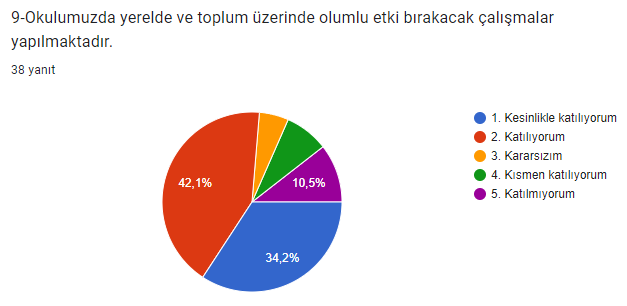 9-Okulumuzda yerelde ve toplum üzerinde olumlu etki bırakacak çalışmalar
yapılmaktadır.
38 yanıt
1. Kesinlikle katılıyorum
2. Katılıyorum
3. Kararsızım
4. Kısmen katılıyorum
5. Katılmıyorum
42,1%
10,5%
34,2%